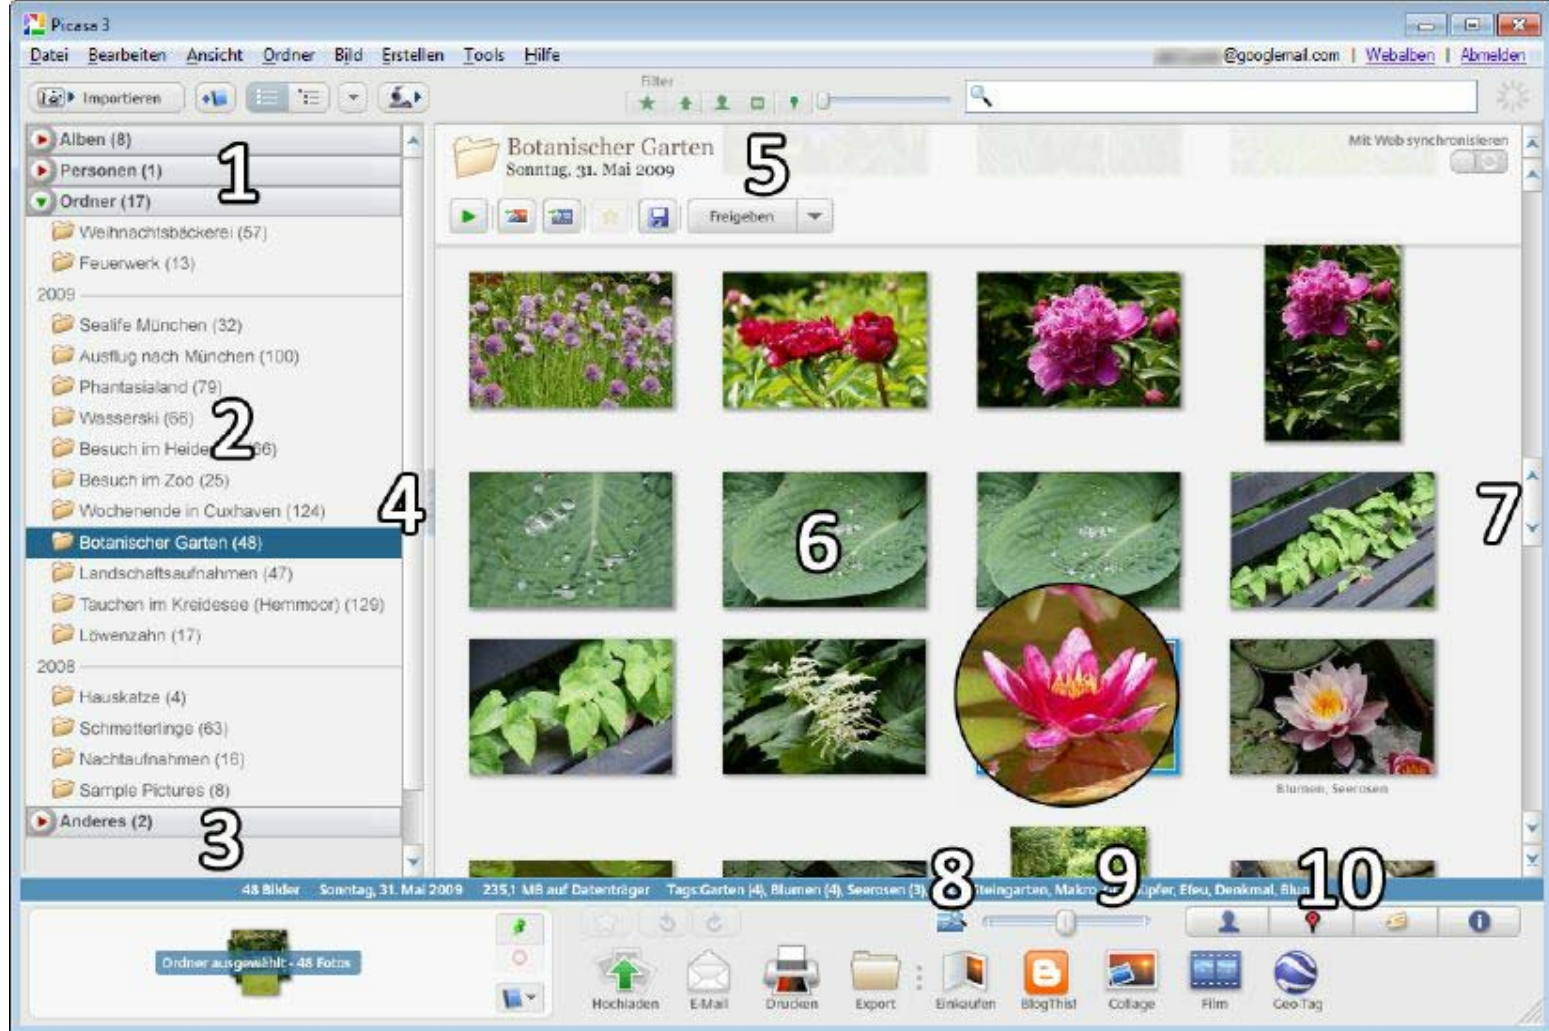 Picasa 3
Datei Bearbeiten Ansicht Ordner Bild Erstellen Tools Hilfe
@googlemail.com | Webalben | Abmelden
Importieren
Filter
Alben (8)
Personen (1)
Ordner (17)
1
Weihnachtsbäckerei (57)
Feuerwerk (13)
2009
Sealife München (32)
Ausflug nach München (100)
Phantasialand (79)
Wasserski (66)
2
Besuch im
Besuch im Zoo (25)
Wochenende in Cuxhaven (124)
4
Botanischer Garten (48)
Landschaftsaufnahmen (47)
Tauchen im Kreidesee (Hemmoor) (129)
Löwenzahn (17)
2008
Hauskatze (4)
Schmetterlinge (63)
Nachtaufnahmen (16)
Sample Pictures (8)
Anderes (2)
3
Botanischer Garten
Sonntag, 31. Mai 2009
5
Mit Web synchronisieren
Freigeben
6
7
Blumen, Seerosen
8
9
10
48 Bilder Sonntag, 31. Mai 2009 235,1 MB auf Datenträger Tags:Garten (4), Blumen (4), Seerosen (3), Steingarten, Makro, Efeu, Denkmal,
Ordner ausgewählt - 48 Fotos
Hochladen E-Mail Drucken Export Einkaufen BlogThis! Collage Film Geo-Tag